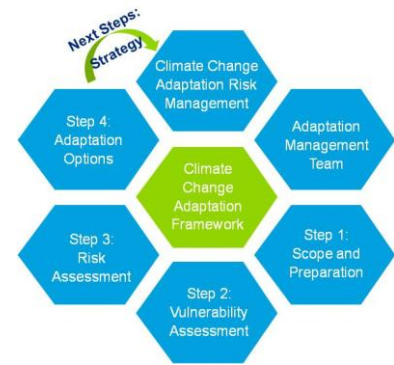 Next Steps:
Strategy
Climate Change
Adaptation Risk
Management
Adaptation
Management
Team
Step 1:
Scope and
Preparation
Step 2:
Vulnerability
Assessment
Step 3:
Risk
Assessment
Step 4:
Adaptation
Options
Climate
Change
Adaptation
Framework